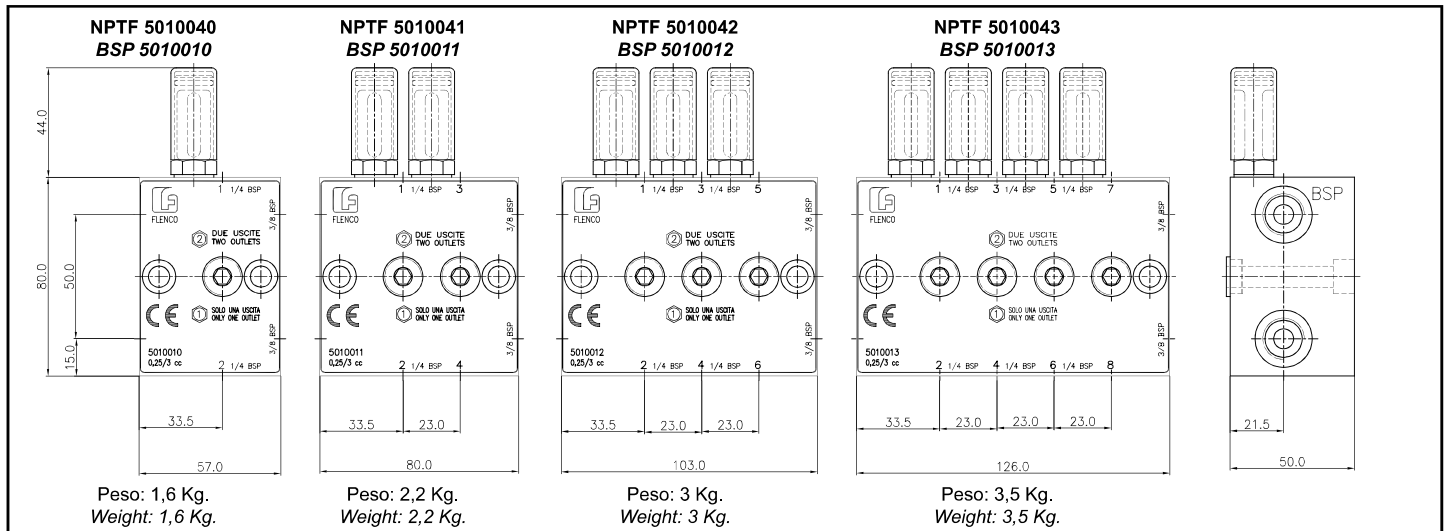 NPTF 5010040
BSP 5010010
NPTF 5010041
BSP 5010011
NPTF 5010042
BSP 5010012
NPTF 5010043
BSP 5010013
44.0
80.0
50.0
15.0
1 1/4 BSP
FLENCO
3/8 BSP
2 DUE USCITE
TWO OUTLETS
CE
1 SOLO UNA USCITA
ONLY ONE OUTLET
3/8 BSP
5010010
0,25/3 cc
2 1/4 BSP
33.5
57.0
Peso: 1,6 Kg.
Weight: 1,6 Kg.
1 1/4 BSP 3
FLENCO
3/8 BSP
2 DUE USCITE
TWO OUTLETS
CE
1 SOLO UNA USCITA
ONLY ONE OUTLET
3/8 BSP
5010011
0,25/3 cc
2 1/4 BSP 4
33.5 23.0
80.0
Peso: 2,2 Kg.
Weight: 2,2 Kg.
1 1/4 BSP 3 1/4 BSP 5
FLENCO
3/8 BSP
2 DUE USCITE
TWO OUTLETS
CE
1 SOLO UNA USCITA
ONLY ONE OUTLET
3/8 BSP
5010012
0,25/3 cc
2 1/4 BSP 4 1/4 BSP 6
33.5 23.0 23.0
103.0
Peso: 3 Kg.
Weight: 3 Kg.
1 1/4 BSP 3 1/4 BSP 5 1/4 BSP 7
FLENCO
3/8 BSP
2 DUE USCITE
TWO OUTLETS
CE
1 SOLO UNA USCITA
ONLY ONE OUTLET
3/8 BSP
5010013
0,25/3 cc
2 1/4 BSP 4 1/4 BSP 6 1/4 BSP 8
33.5 23.0 23.0 23.0
126.0
Peso: 3,5 Kg.
Weight: 3,5 Kg.
BSP
21.5
50.0